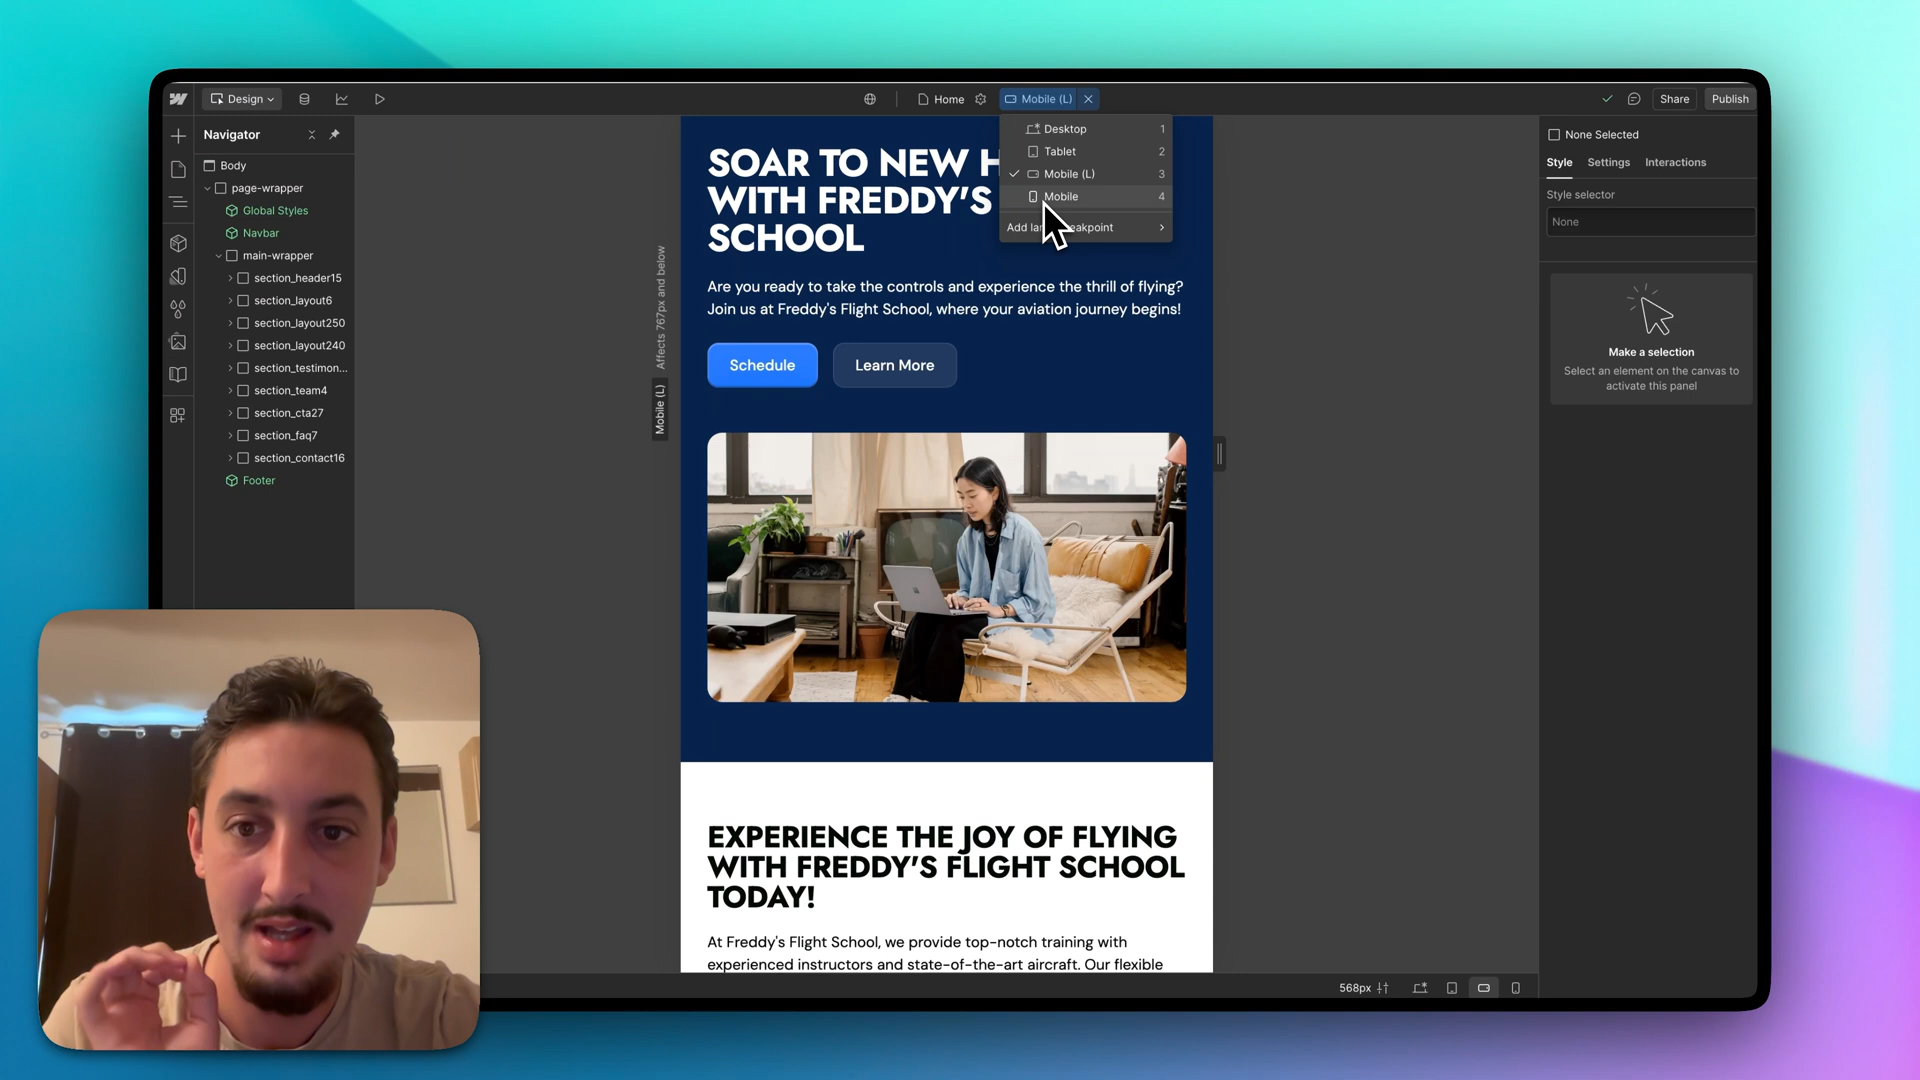 Design
Home
Mobile (L)
Share
Publish
Navigator
Body
page-wrapper
Global Styles
Navbar
main-wrapper
section_header15
section_layout6
section_layout250
section_layout240
section_testimon...
section_team4
section_cta27
section_faq7
section_contact16
Footer
Affects 767px and below
Mobile (L)
Desktop 1
Tablet 2
Mobile (L) 3
Mobile 4
Add
SOAR TO NEW
WITH FREDDY'S
SCHOOL
Are you ready to take the controls and experience the thrill of flying?
Join us at Freddy's Flight School, where your aviation journey begins!
Schedule
Learn More
EXPERIENCE THE JOY OF FLYING
WITH FREDDY'S FLIGHT SCHOOL
TODAY!
At Freddy's Flight School, we provide top-notch training with
experienced instructors and state-of-the-art aircraft. Our flexible
568px
None Selected
Style Settings Interactions
Style selector
None
Make a selection
Select an element on the canvas to
activate this panel